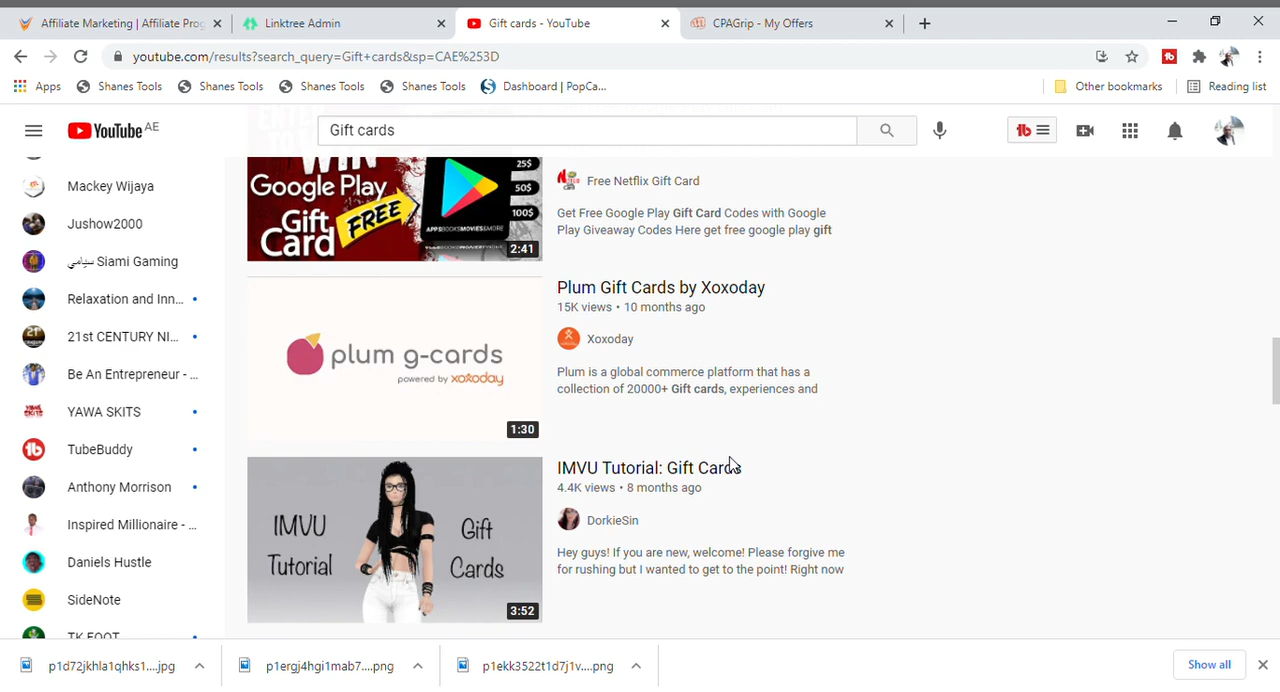 Affiliate Marketing | Affiliate Prog
Linktree Admin
Gift cards - YouTube
CPAGrip - My Offers
youtube.com/results?search_query=Gift+cards&sp=CAE%253D
Apps
Shanes Tools
Shanes Tools
Shanes Tools
Shanes Tools
Dashboard | PopCa...
Other bookmarks
Reading list
YouTube AE
Gift cards
Mackey Wijaya
Jushow2000
سيامي Siami Gaming
Relaxation and Inn...
21st CENTURY NI...
Be An Entrepreneur - ...
YAWA SKITS
TubeBuddy
Anthony Morrison
Inspired Millionaire - ...
Daniels Hustle
SideNote
TK FOOT
WIN
Google Play
Gift
Card
FREE
25$
50$
100$
APPS BOOKS MOVIES & MORE
2:41
Free Netflix Gift Card
Get Free Google Play Gift Card Codes with Google
Play Giveaway Codes Here get free google play gift
plum g-cards
powered by xoxoday
1:30
Plum Gift Cards by Xoxoday
15K views • 10 months ago
Xoxoday
Plum is a global commerce platform that has a
collection of 20000+ Gift cards, experiences and
IMVU
Tutorial
Gift
Cards
3:52
IMVU Tutorial: Gift Cards
4.4K views • 8 months ago
DorkieSin
Hey guys! If you are new, welcome! Please forgive me
for rushing but I wanted to get to the point! Right now
p1d72jkhla1qhks1....jpg
p1ergj4hgi1mab7....png
p1ekk3522t1d7j1v....png
Show all